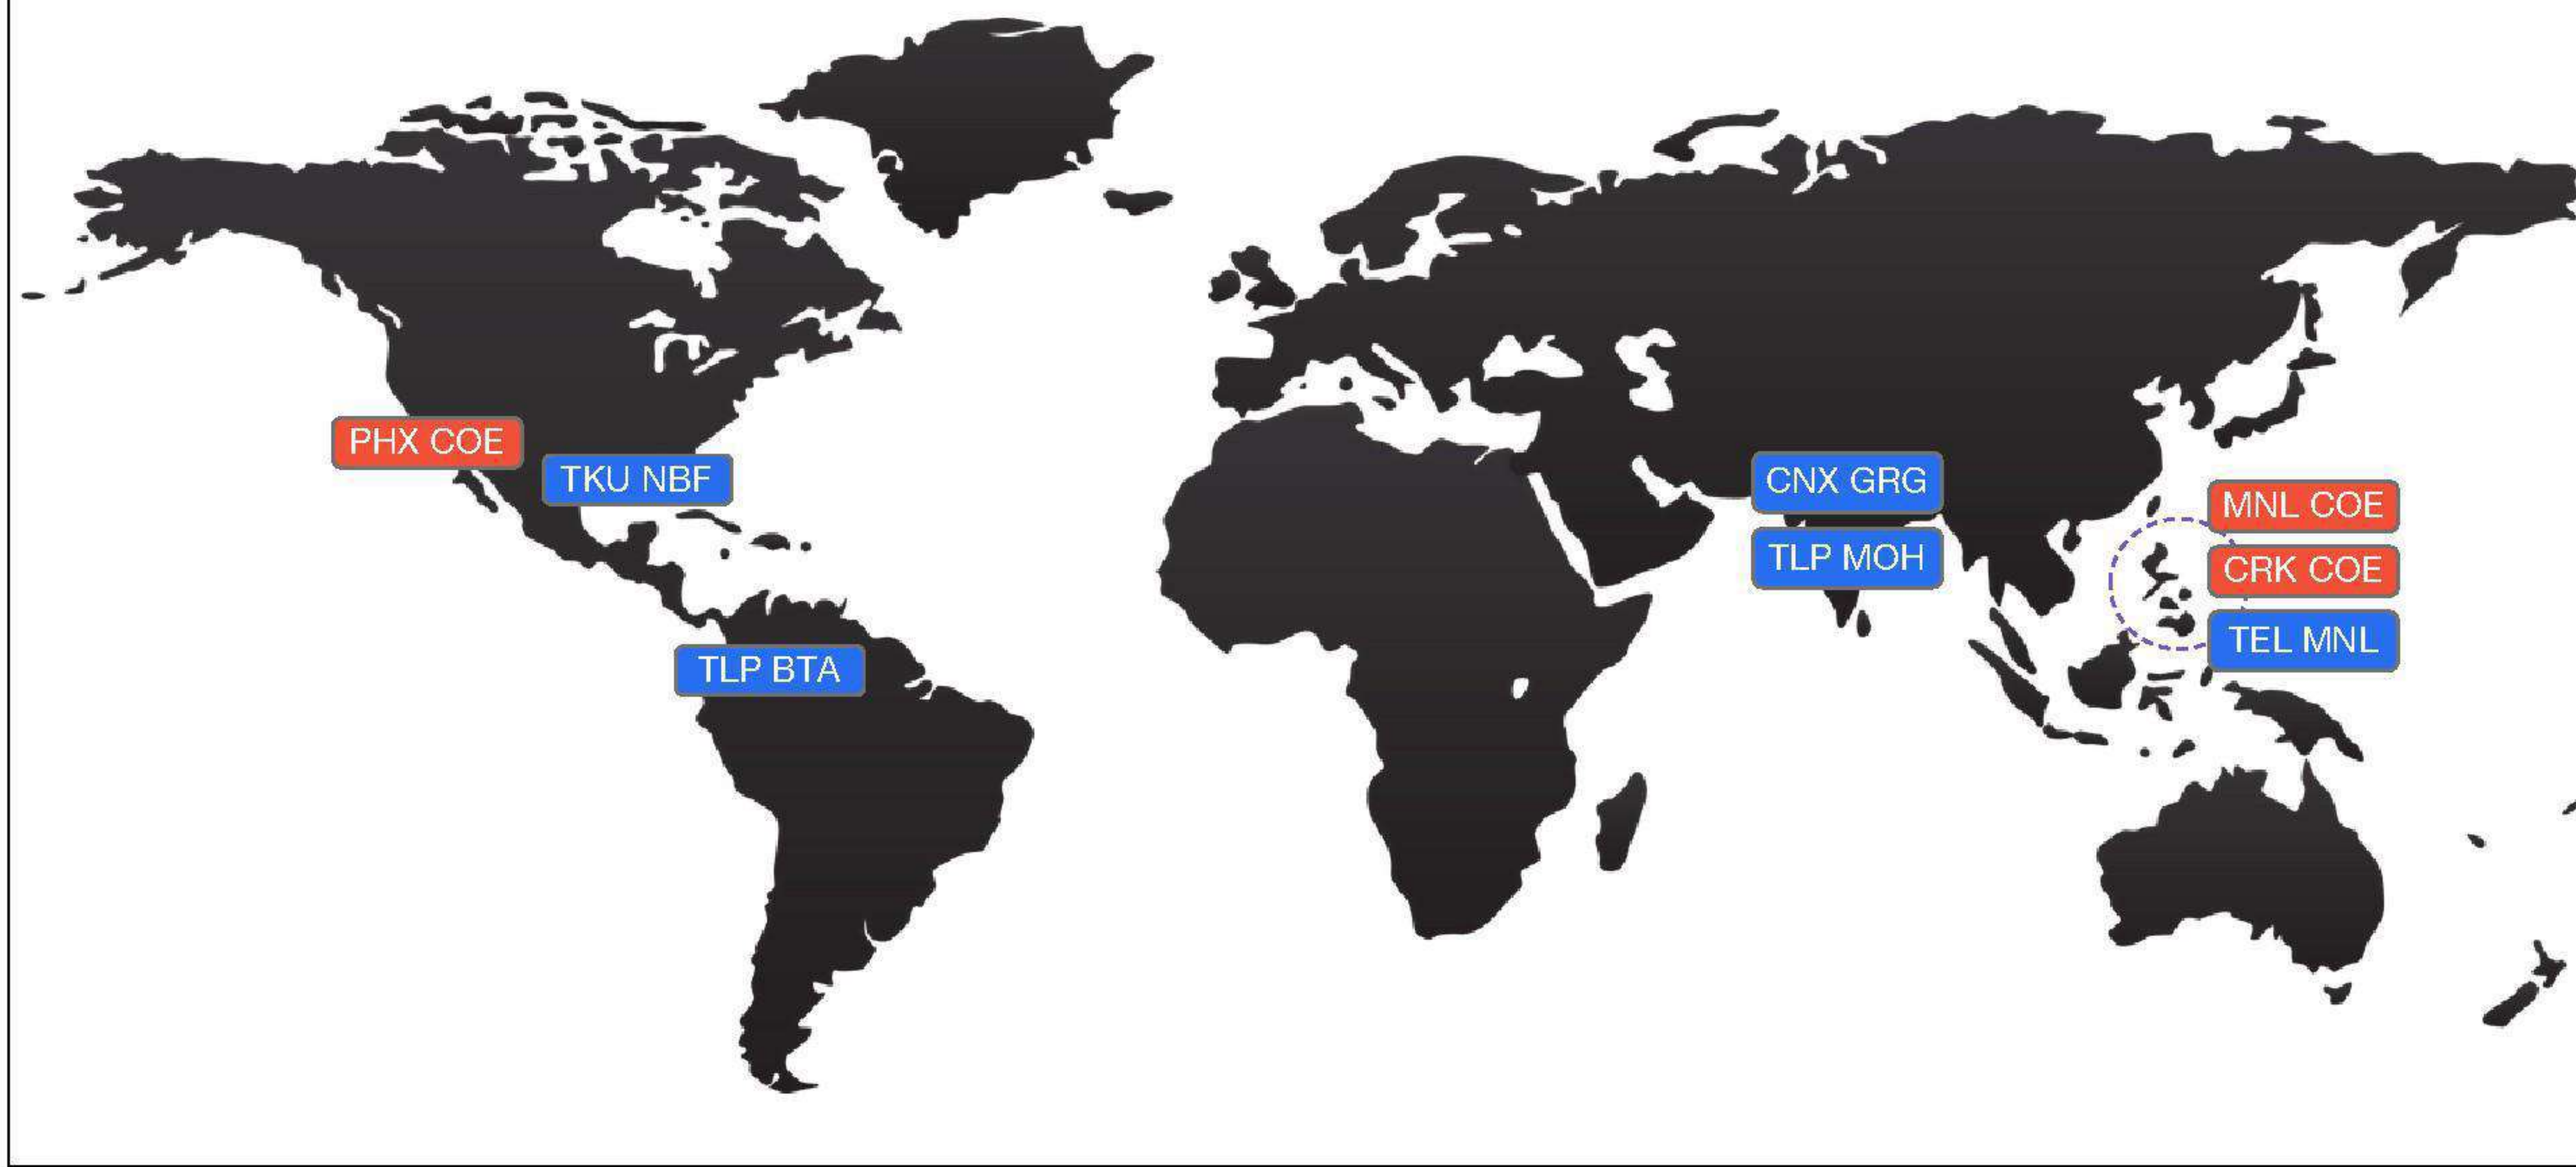 PHX COE
TKU NBF
TLP BTA
CNX GRG
TLP MOH
MNL COE
CRK COE
TEL MNL